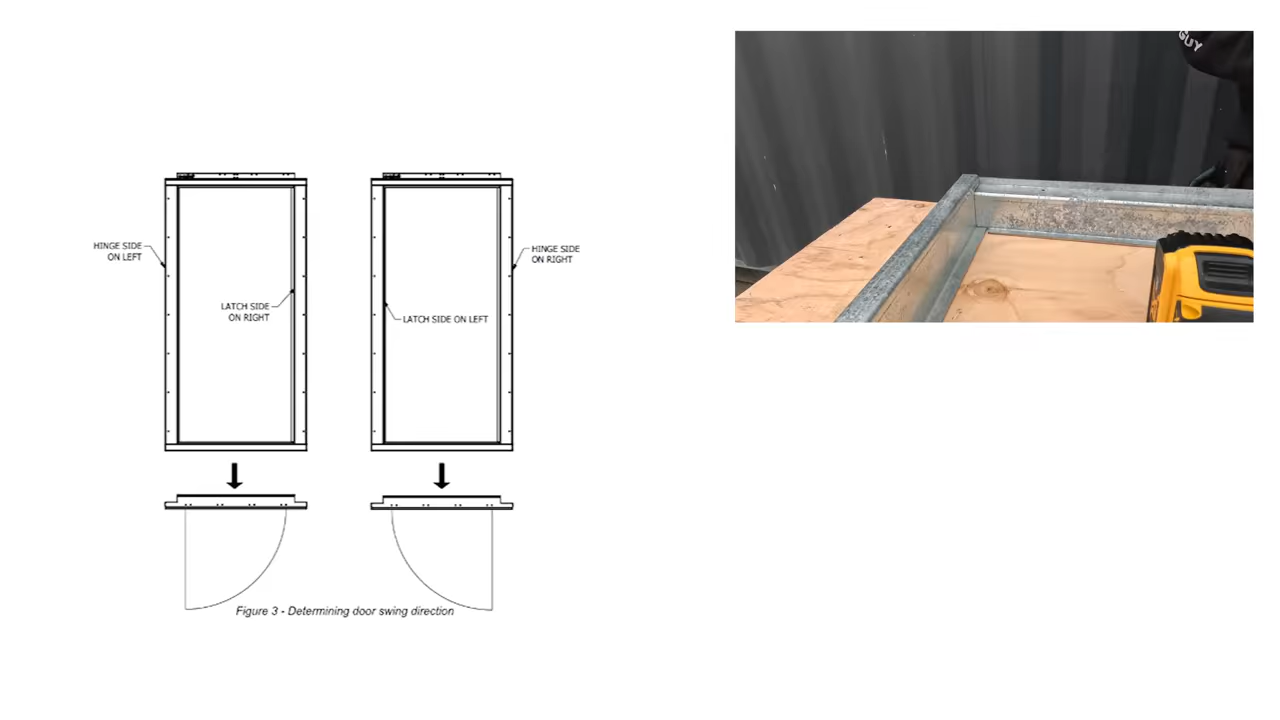 HINGE SIDE
ON LEFT
LATCH SIDE
ON RIGHT
HINGE SIDE
ON RIGHT
LATCH SIDE ON LEFT
Figure 3 - Determining door swing direction
GUY